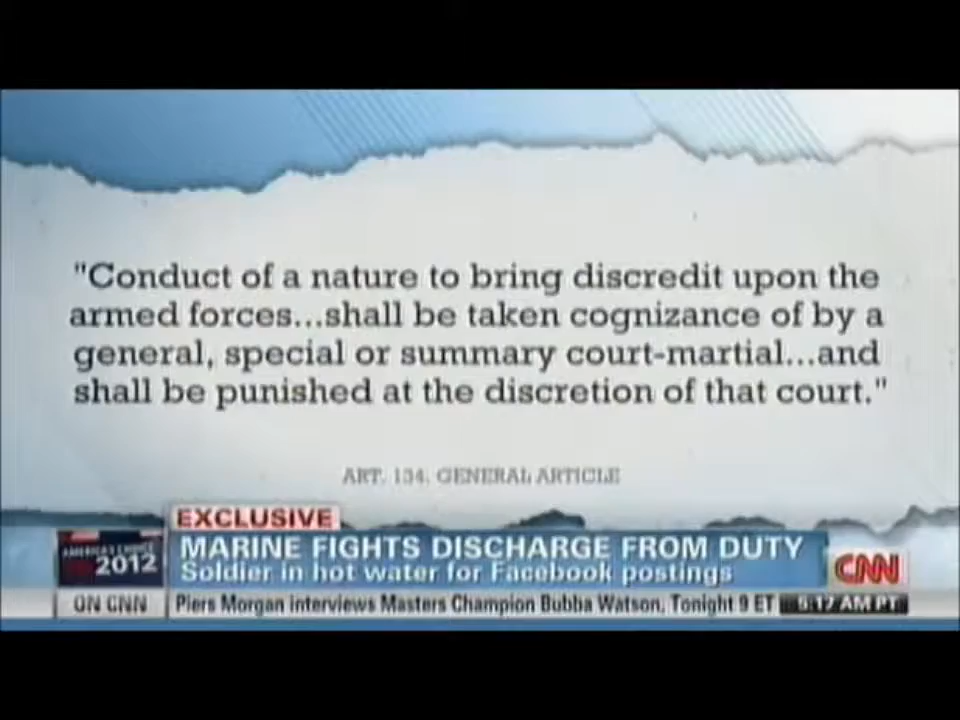 "Conduct of a nature to bring discredit upon the
armed forces...shall be taken cognizance of by a
general, special or summary court-martial...and
shall be punished at the discretion of that court."
ART. 134. GENERAL ARTICLE
EXCLUSIVE
MARINE FIGHTS DISCHARGE FROM DUTY
Soldier in hot water for Facebook postings
AMERICA'S CHOICE
2012
CNN
ON CNN
Piers Morgan interviews Masters Champion Bubba Watson, Tonight 9 ET
5:17 AM PT